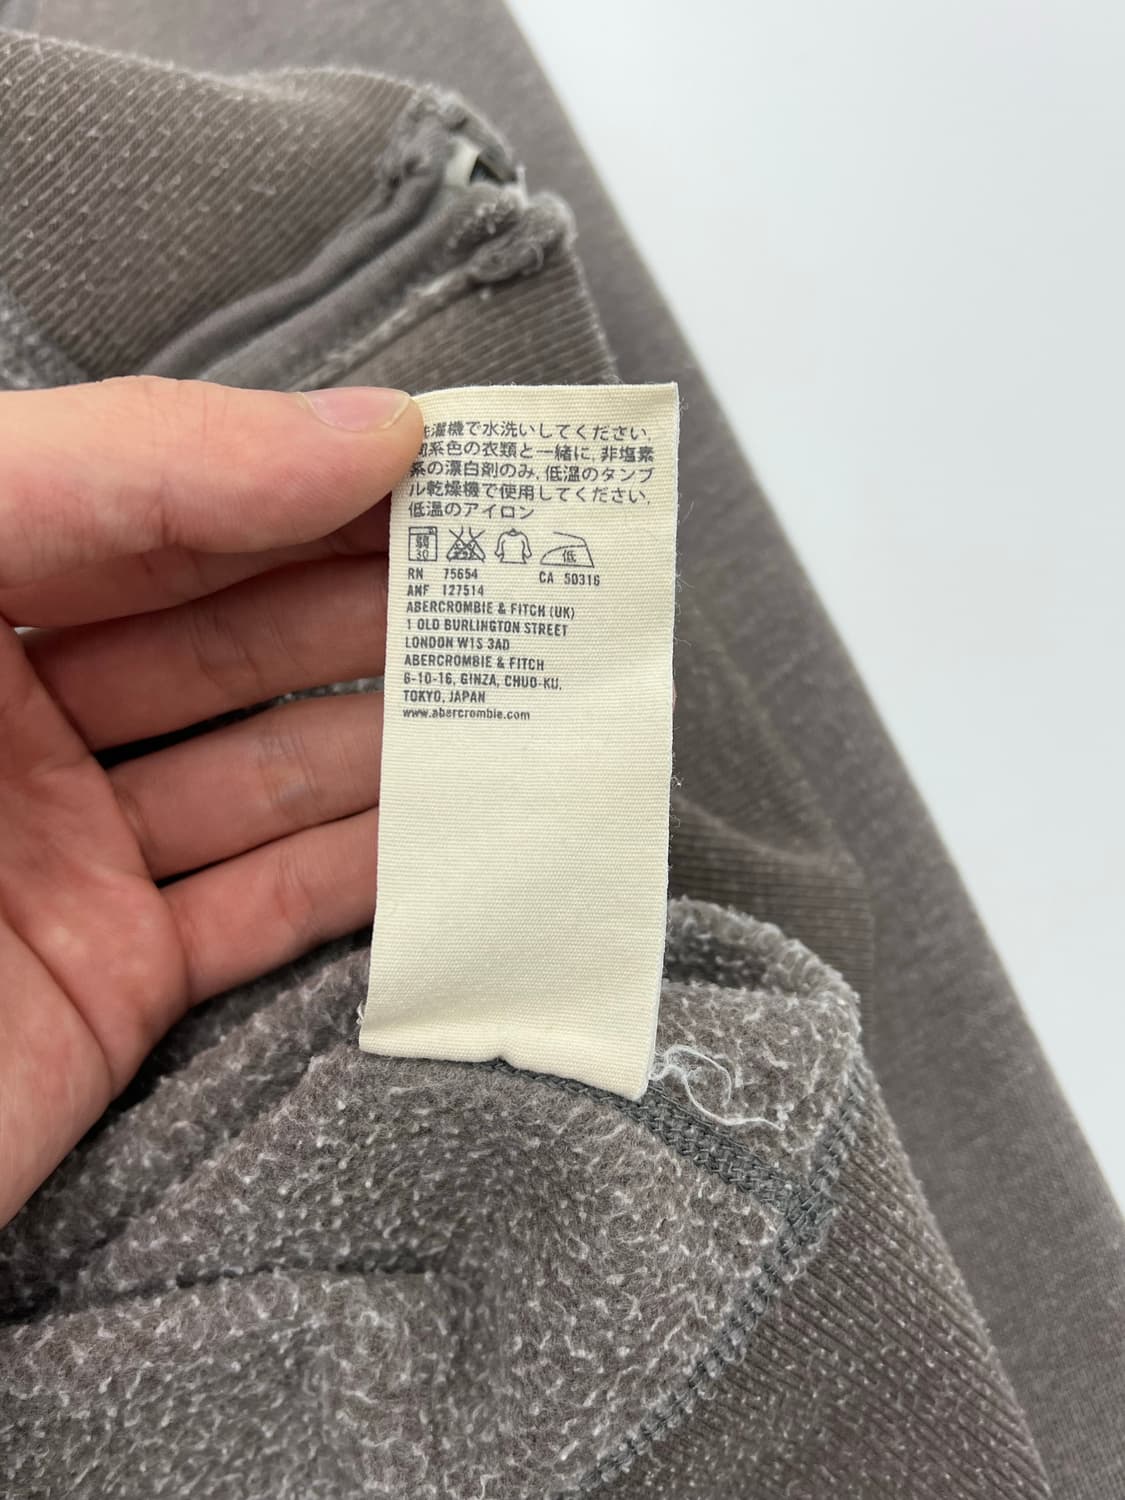 濯機で水洗いしてください.
系色の衣類と一緒に, 非塩素
系の漂白剤のみ, 低温のタンブ
ル乾燥機で使用してください.
低温のアイロン
低
RN 75654 CA 50316
ANF 127514
ABERCROMBIE & FITCH (UK)
1 OLD BURLINGTON STREET
LONDON W1S 3AD
ABERCROMBIE & FITCH
6-10-16, GINZA, CHUO-KU,
TOKYO, JAPAN
www.abercrombie.com